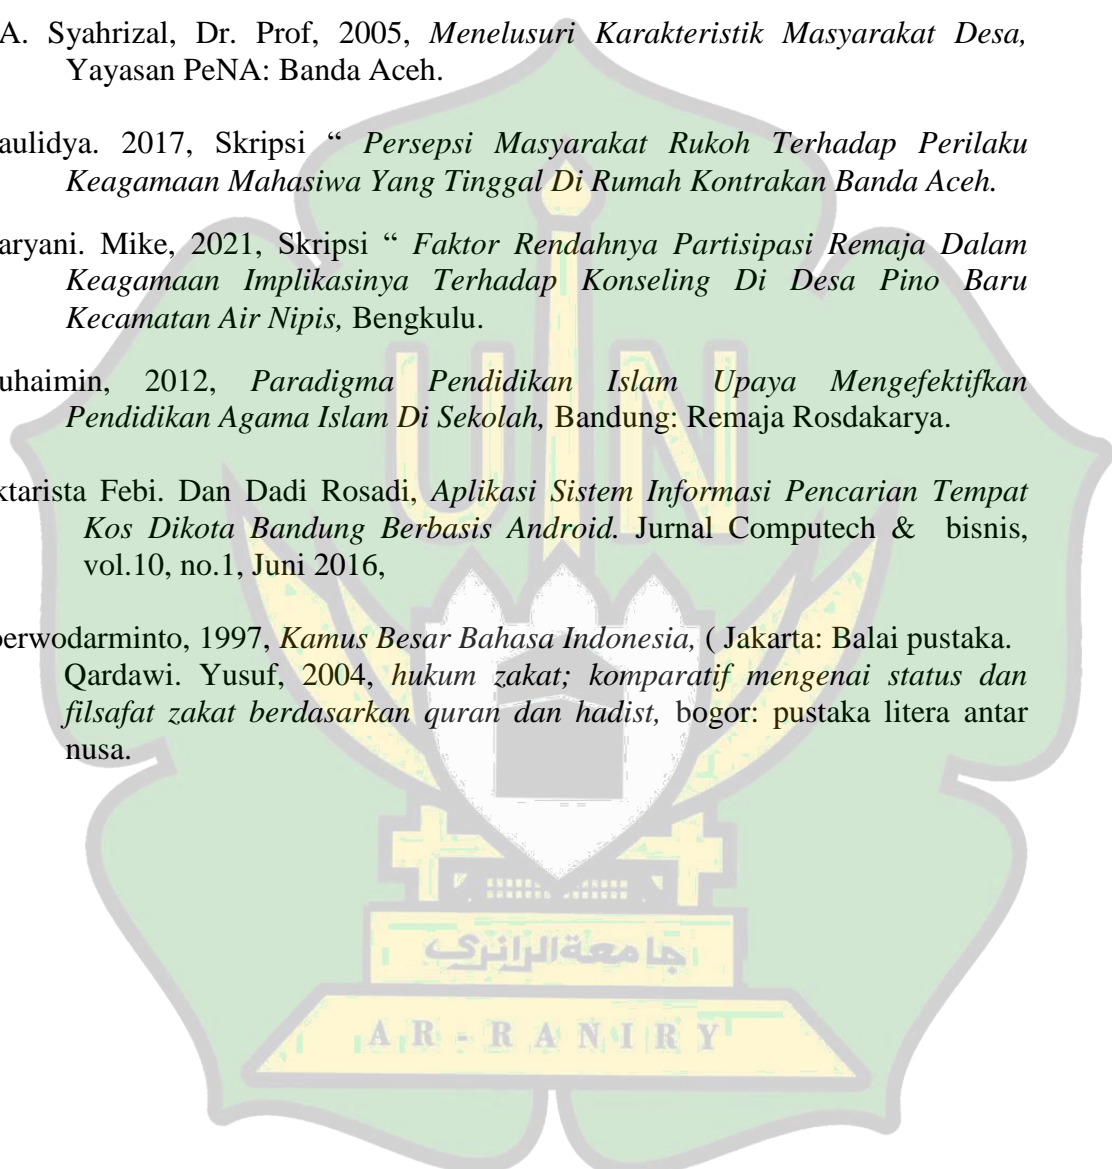 A. Syahrizal, Dr. Prof, 2005, Menelusuri Karakteristik Masyarakat Desa,
Yayasan PeNA: Banda Aceh.
aulidya. 2017, Skripsi “ Persepsi Masyarakat Rukoh Terhadap Perilaku
Keagamaan Mahasiwa Yang Tinggal Di Rumah Kontrakan Banda Aceh.
aryani. Mike, 2021, Skripsi “ Faktor Rendahnya Partisipasi Remaja Dalam
Keagamaan Implikasinya Terhadap Konseling Di Desa Pino Baru
Kecamatan Air Nipis, Bengkulu.
uhaimin, 2012, Paradigma Pendidikan Islam Upaya Mengefektifkan
Pendidikan Agama Islam Di Sekolah, Bandung: Remaja Rosdakarya.
ktarista Febi. Dan Dadi Rosadi, Aplikasi Sistem Informasi Pencarian Tempat
Kos Dikota Bandung Berbasis Android. Jurnal Computech & bisnis,
vol.10, no.1, Juni 2016,
oerwodarminto, 1997, Kamus Besar Bahasa Indonesia, ( Jakarta: Balai pustaka.
Qardawi. Yusuf, 2004, hukum zakat; komparatif mengenai status dan
filsafat zakat berdasarkan quran dan hadist, bogor: pustaka litera antar
nusa.
UIN
جامعة الرانري
AR-RANIRY